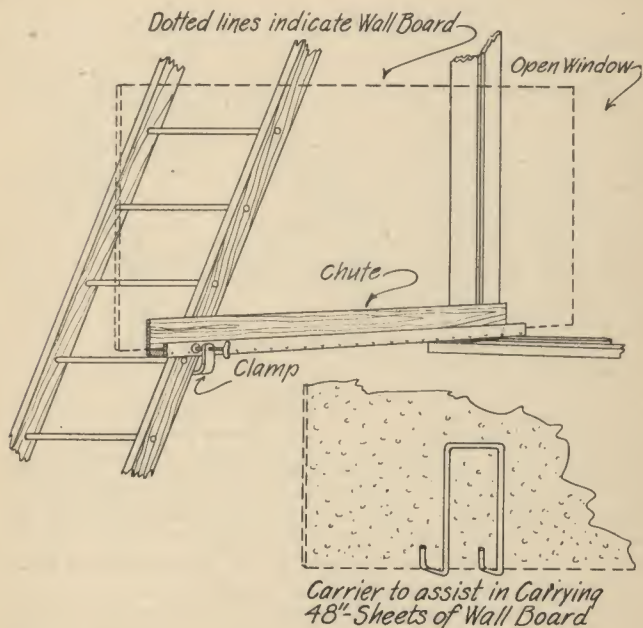 Dotted lines indicate Wall Board
Open Window
Chute
Clamp
Carrier to assist in Carrying
48"-Sheets of Wall Board